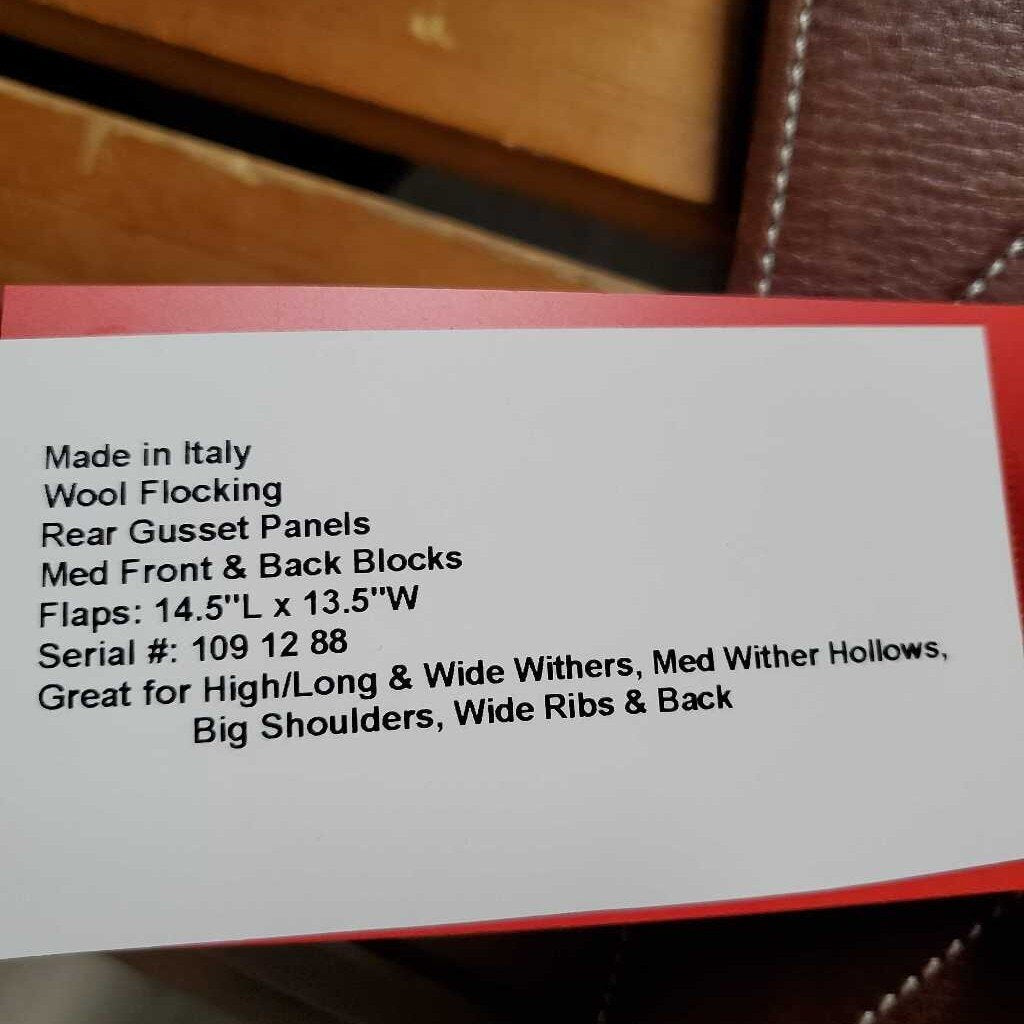 Made in Italy
Wool Flocking
Rear Gusset Panels
Med Front & Back Blocks
Flaps: 14.5"L x 13.5"W
Serial #: 109 12 88
Great for High/Long & Wide Withers, Med Wither Hollows,
Big Shoulders, Wide Ribs & Back